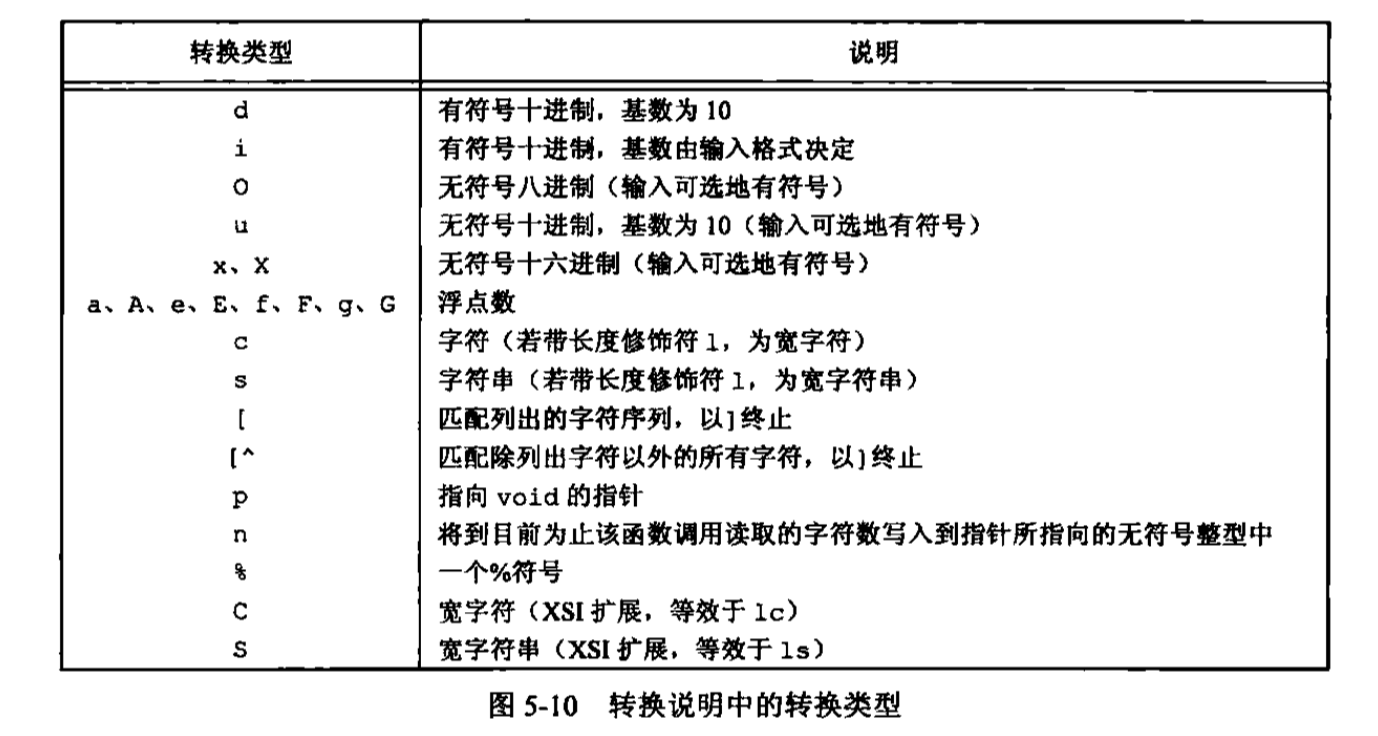 转换类型 说明
d 有符号十进制，基数为 10
i 有符号十进制，基数由输入格式决定
O 无符号八进制（输入可选地有符号）
u 无符号十进制，基数为 10（输入可选地有符号）
x、X 无符号十六进制（输入可选地有符号）
a、A、e、E、f、F、g、G 浮点数
c 字符（若带长度修饰符 l，为宽字符）
s 字符串（若带长度修饰符 l，为宽字符串）
[ 匹配列出的字符序列，以]终止
[^ 匹配除列出字符以外的所有字符，以]终止
p 指向 void 的指针
n 将到目前为止该函数调用读取的字符数写入到指针所指向的无符号整型中
% 一个%符号
C 宽字符（XSI 扩展，等效于 lc）
S 宽字符串（XSI 扩展，等效于 ls）
图 5-10 转换说明中的转换类型